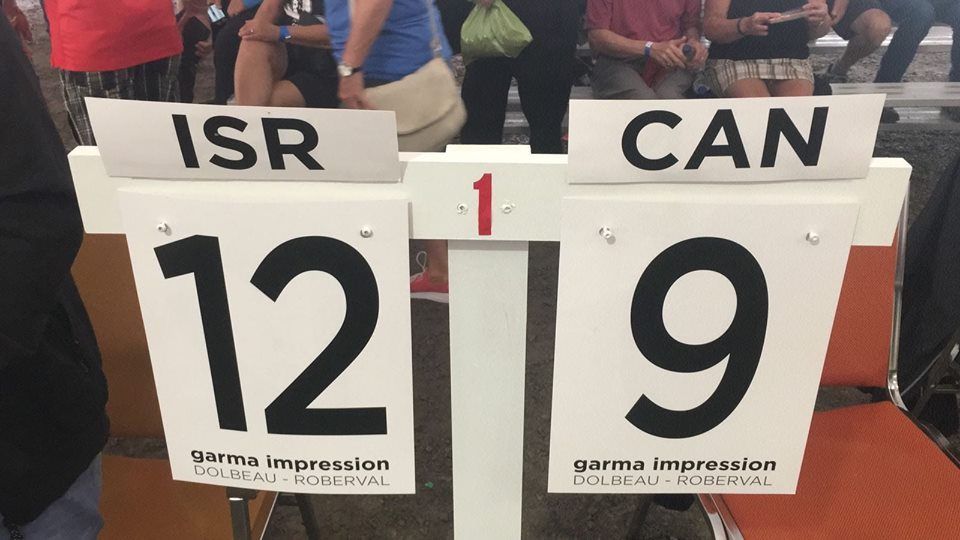 ISR
1
CAN
12
garma impression
DOLBEAU - ROBERVAL
9
garma impression
DOLBEAU - ROBERVAL